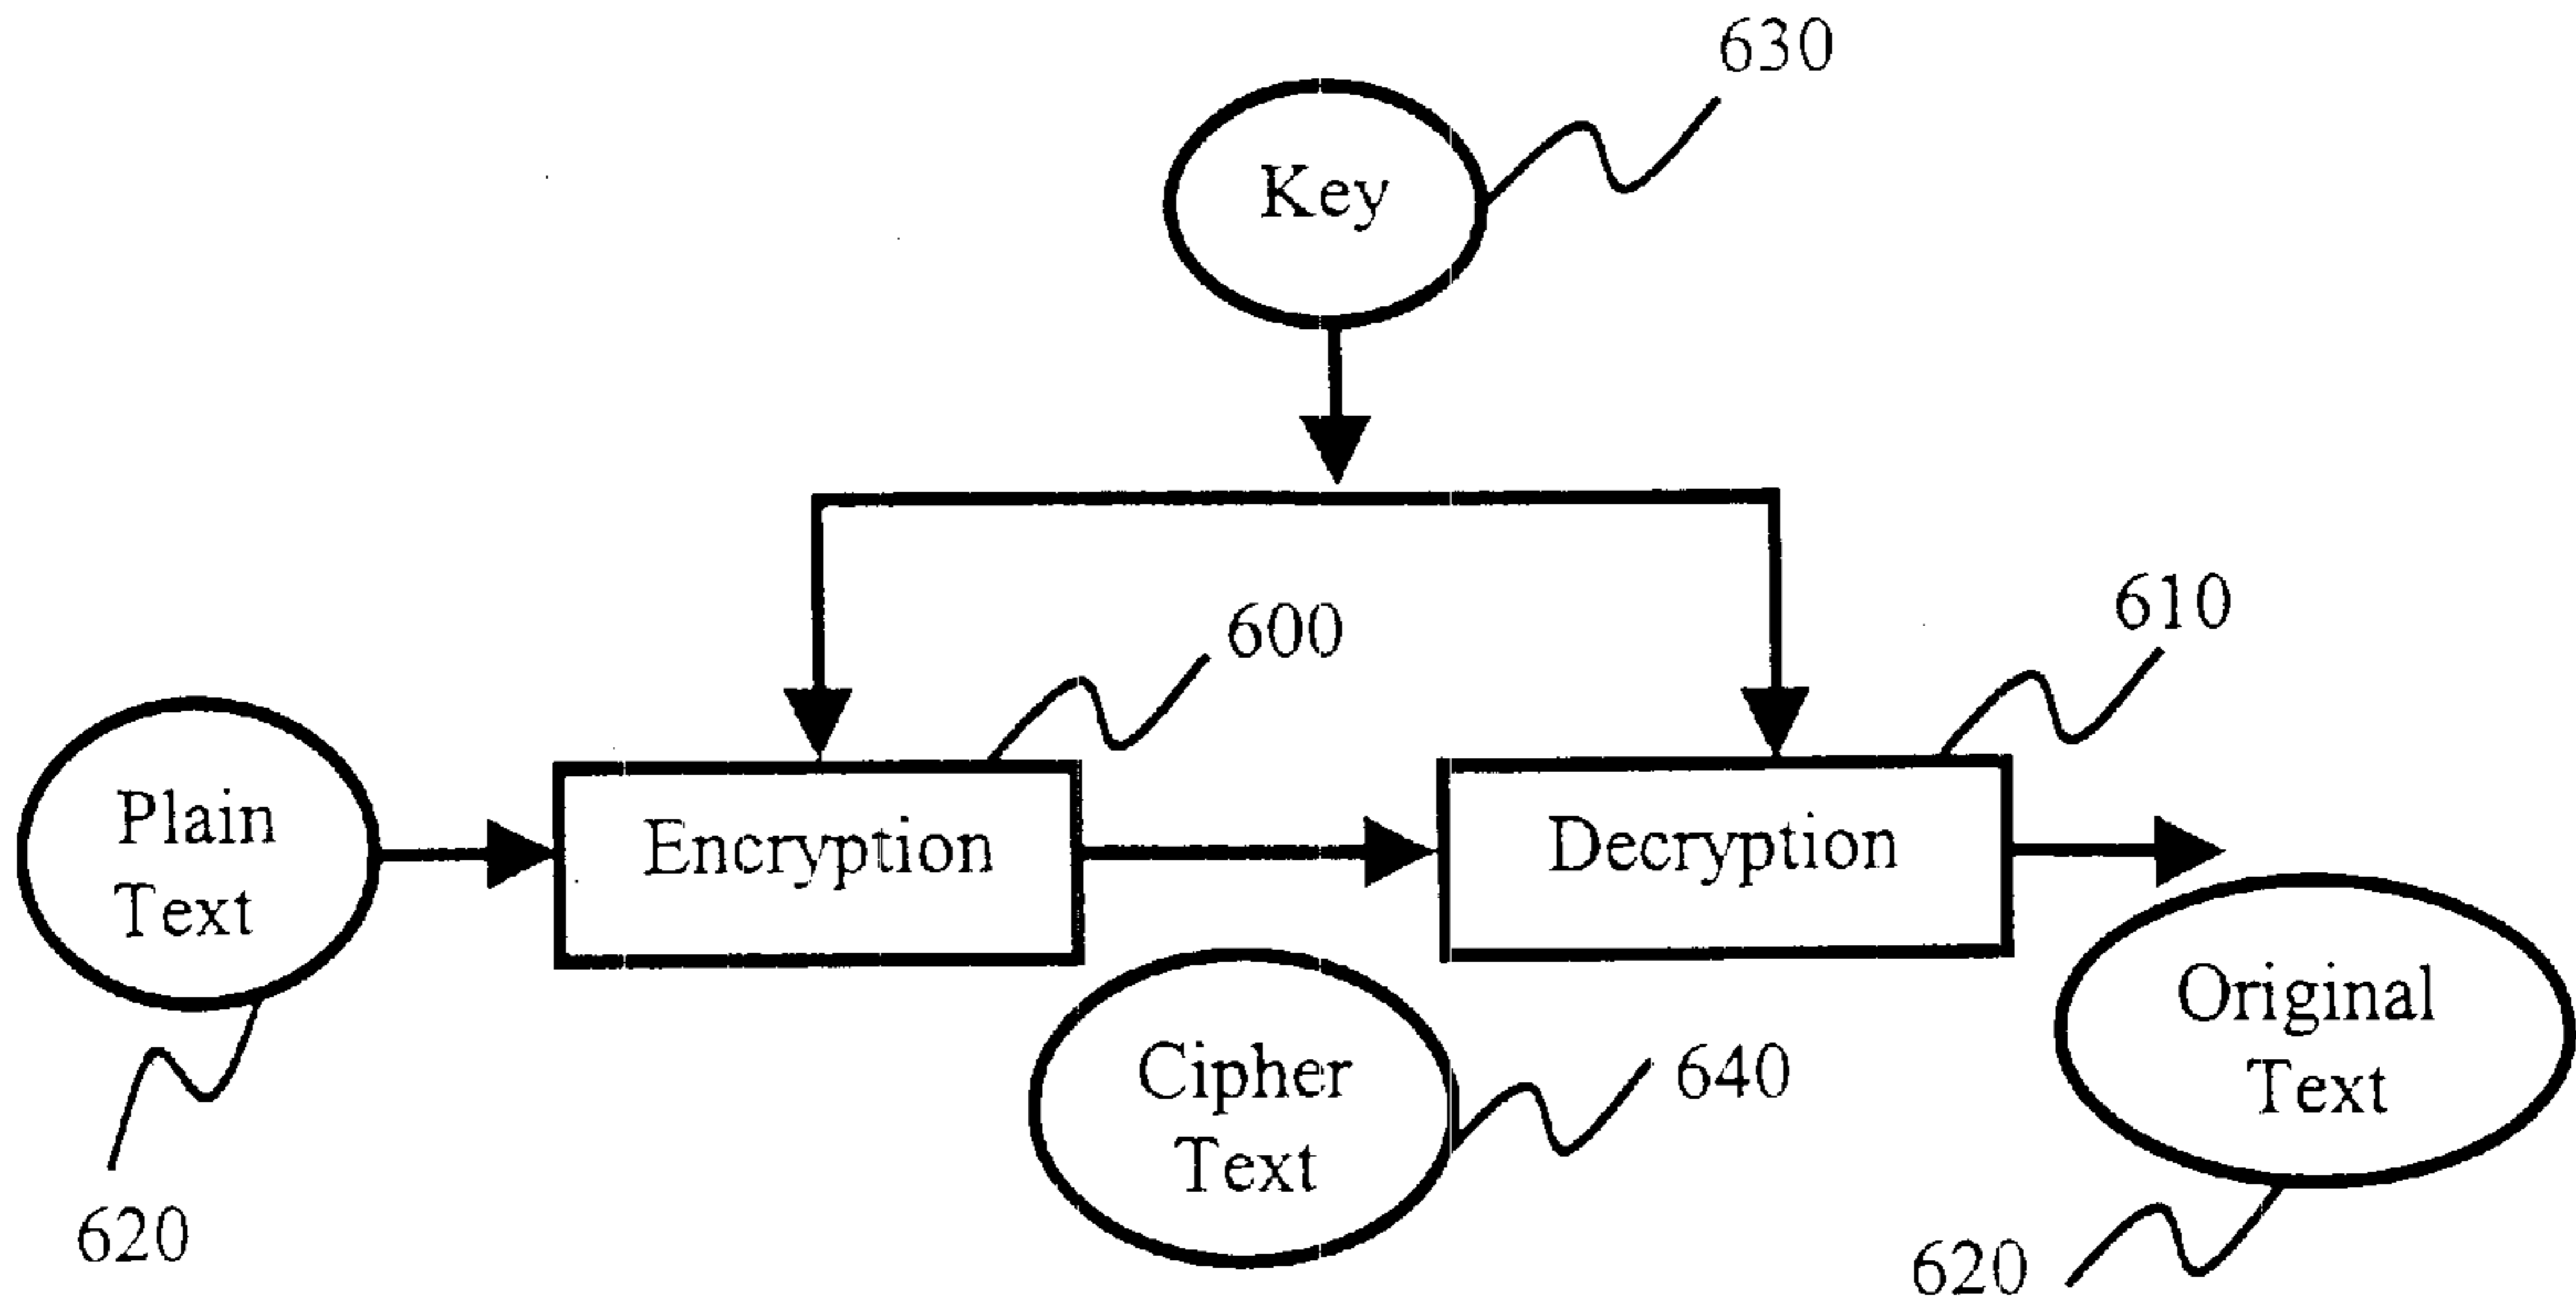 630
Key
600
610
Plain
Text
Encryption
Decryption
Cipher
Text
640
Original
Text
620
620